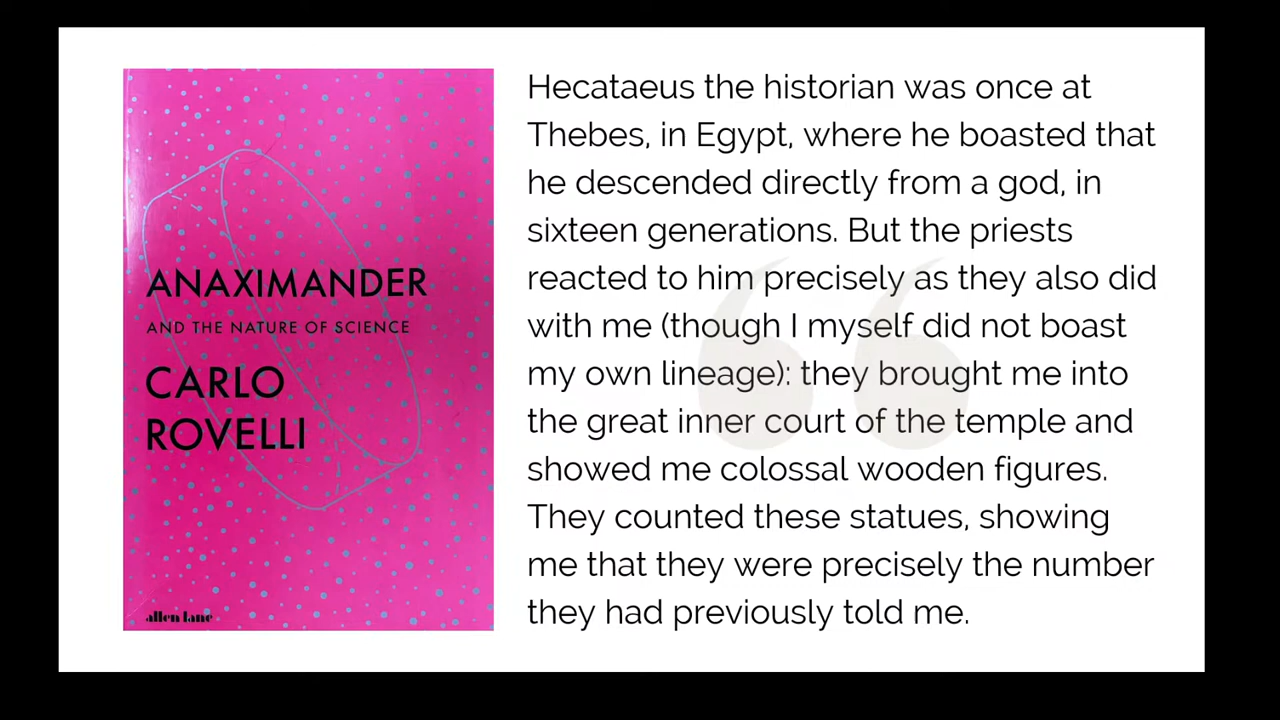 ANAXIMANDER
AND THE NATURE OF SCIENCE
CARLO
ROVELLI
allen lane
Hecataeus the historian was once at
Thebes, in Egypt, where he boasted that
he descended directly from a god, in
sixteen generations. But the priests
reacted to him precisely as they also did
with me (though I myself did not boast
my own lineage): they brought me into
the great inner court of the temple and
showed me colossal wooden figures.
They counted these statues, showing
me that they were precisely the number
they had previously told me.